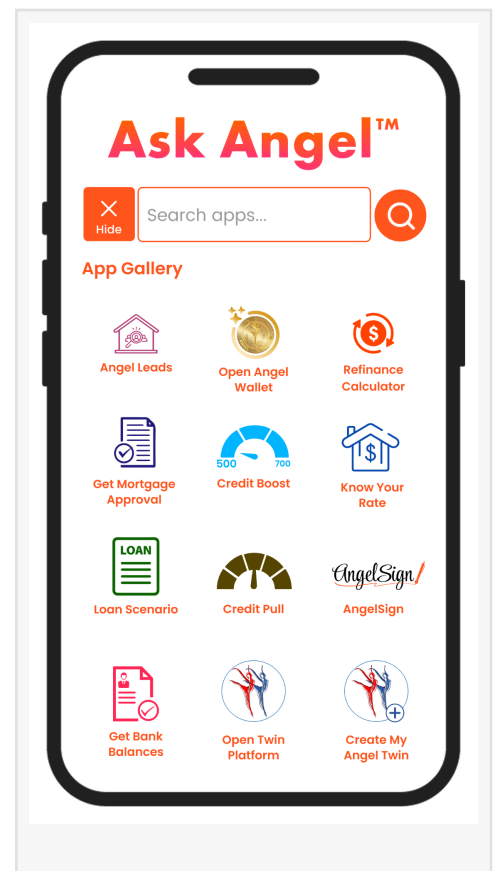 Ask Angel™
Hide
Search apps...
App Gallery
Angel Leads
Open Angel
Wallet
Refinance
Calculator
500
700
Get Mortgage
Approval
Credit Boost
$
Know Your
Rate
LOAN
Loan Scenario
Credit Pull
AngelSign
AngelSign
Get Bank
Balances
Open Twin
Platform
Create My
Angel Twin